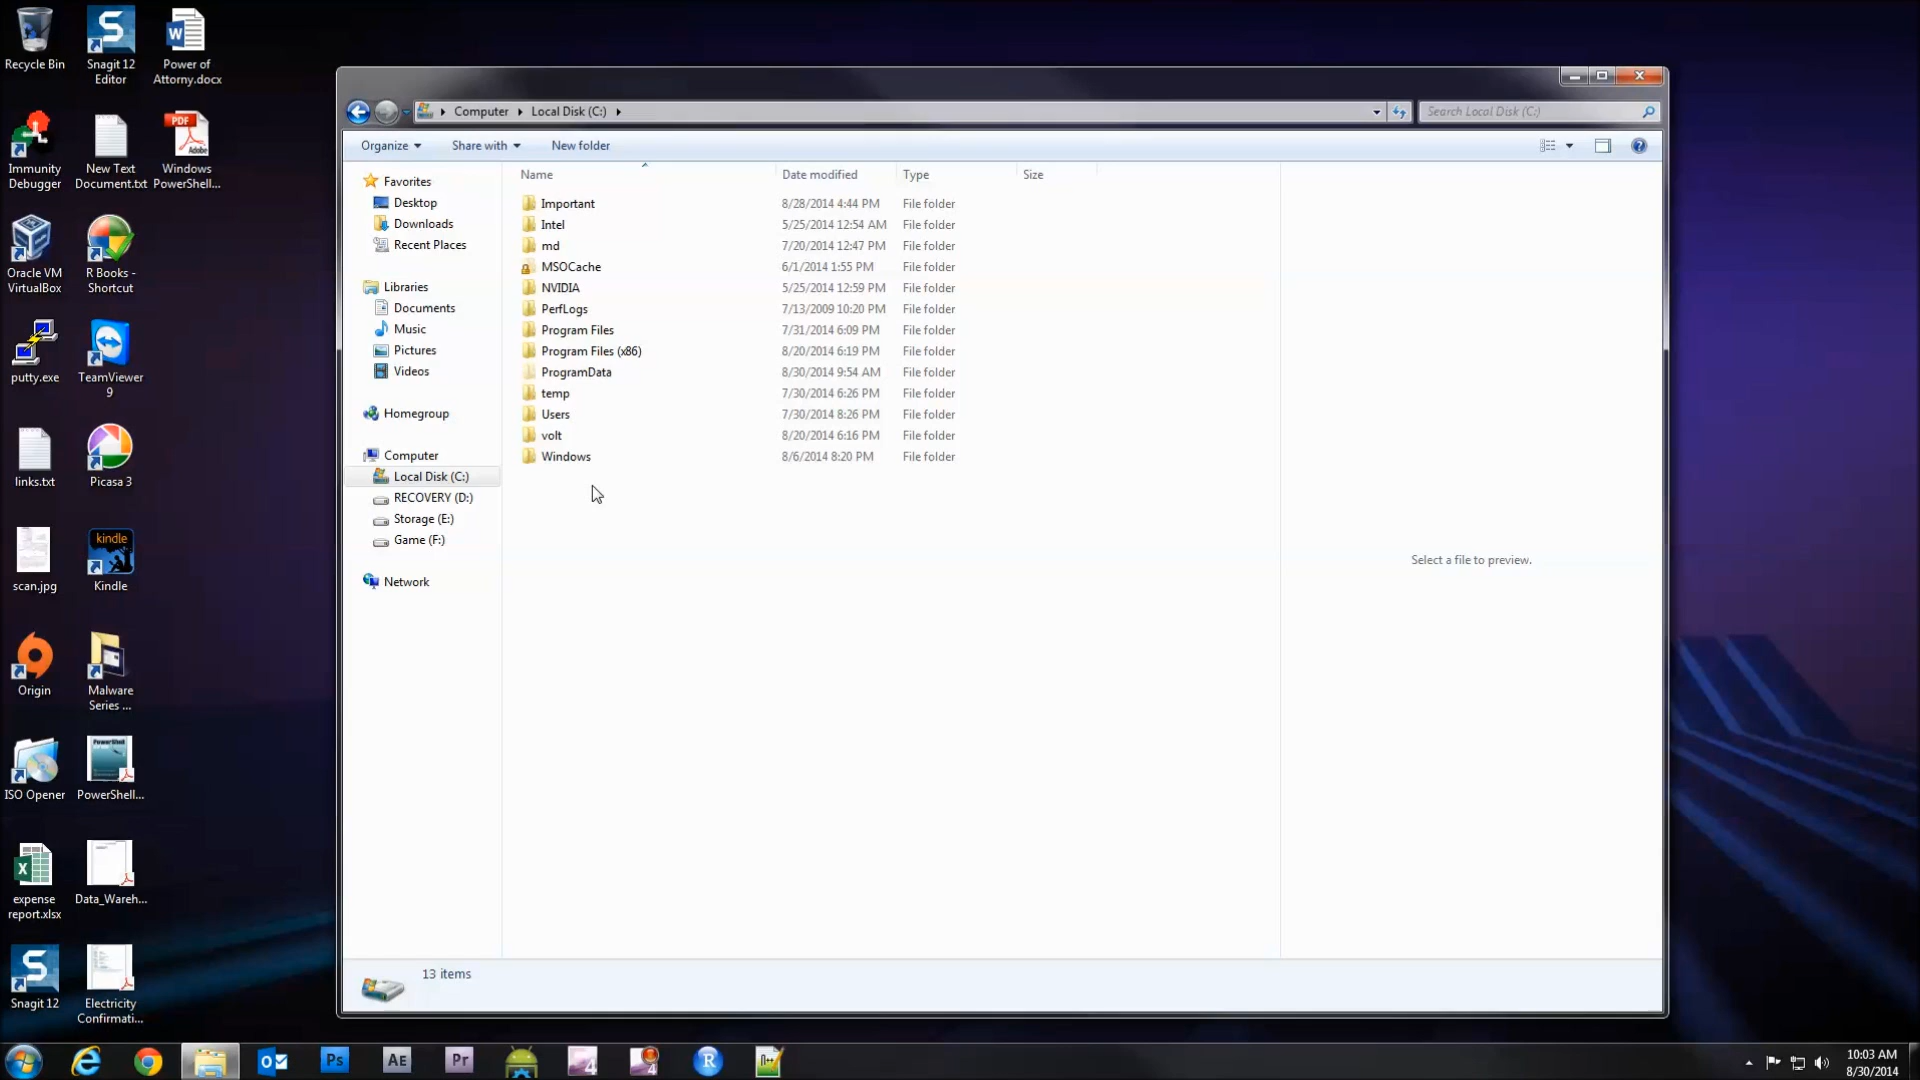 Recycle Bin
Snagit 12
Editor
Power of
Attorny.docx
Immunity
Debugger
New Text
Document.txt
PDF
Adobe
Windows
PowerShell...
Oracle VM
VirtualBox
R Books -
Shortcut
putty.exe
TeamViewer
9
links.txt
Picasa 3
scan.jpg
kindle
Kindle
Origin
Malware
Series ...
ISO Opener
PowerShell
PowerShell...
expense
report.xlsx
Data_Wareh...
Snagit 12
Electricity
Confirmati...
Computer
Local Disk (C:)
Search Local Disk (C:)
Organize
Share with
New folder
Favorites
Desktop
Downloads
Recent Places
Libraries
Documents
Music
Pictures
Videos
Homegroup
Computer
Local Disk (C:)
RECOVERY (D:)
Storage (E:)
Game (F:)
Network
Name Date modified Type Size
Important 8/28/2014 4:44 PM File folder
Intel 5/25/2014 12:54 AM File folder
md 7/20/2014 12:47 PM File folder
MSOCache 6/1/2014 1:55 PM File folder
NVIDIA 5/25/2014 12:59 PM File folder
PerfLogs 7/13/2009 10:20 PM File folder
Program Files 7/31/2014 6:09 PM File folder
Program Files (x86) 8/20/2014 6:19 PM File folder
ProgramData 8/30/2014 9:54 AM File folder
temp 7/30/2014 6:26 PM File folder
Users 7/30/2014 8:26 PM File folder
volt 8/20/2014 6:16 PM File folder
Windows 8/6/2014 8:20 PM File folder
Select a file to preview.
13 items
Ps
AE
Pr
4
4
R
10:03 AM
8/30/2014